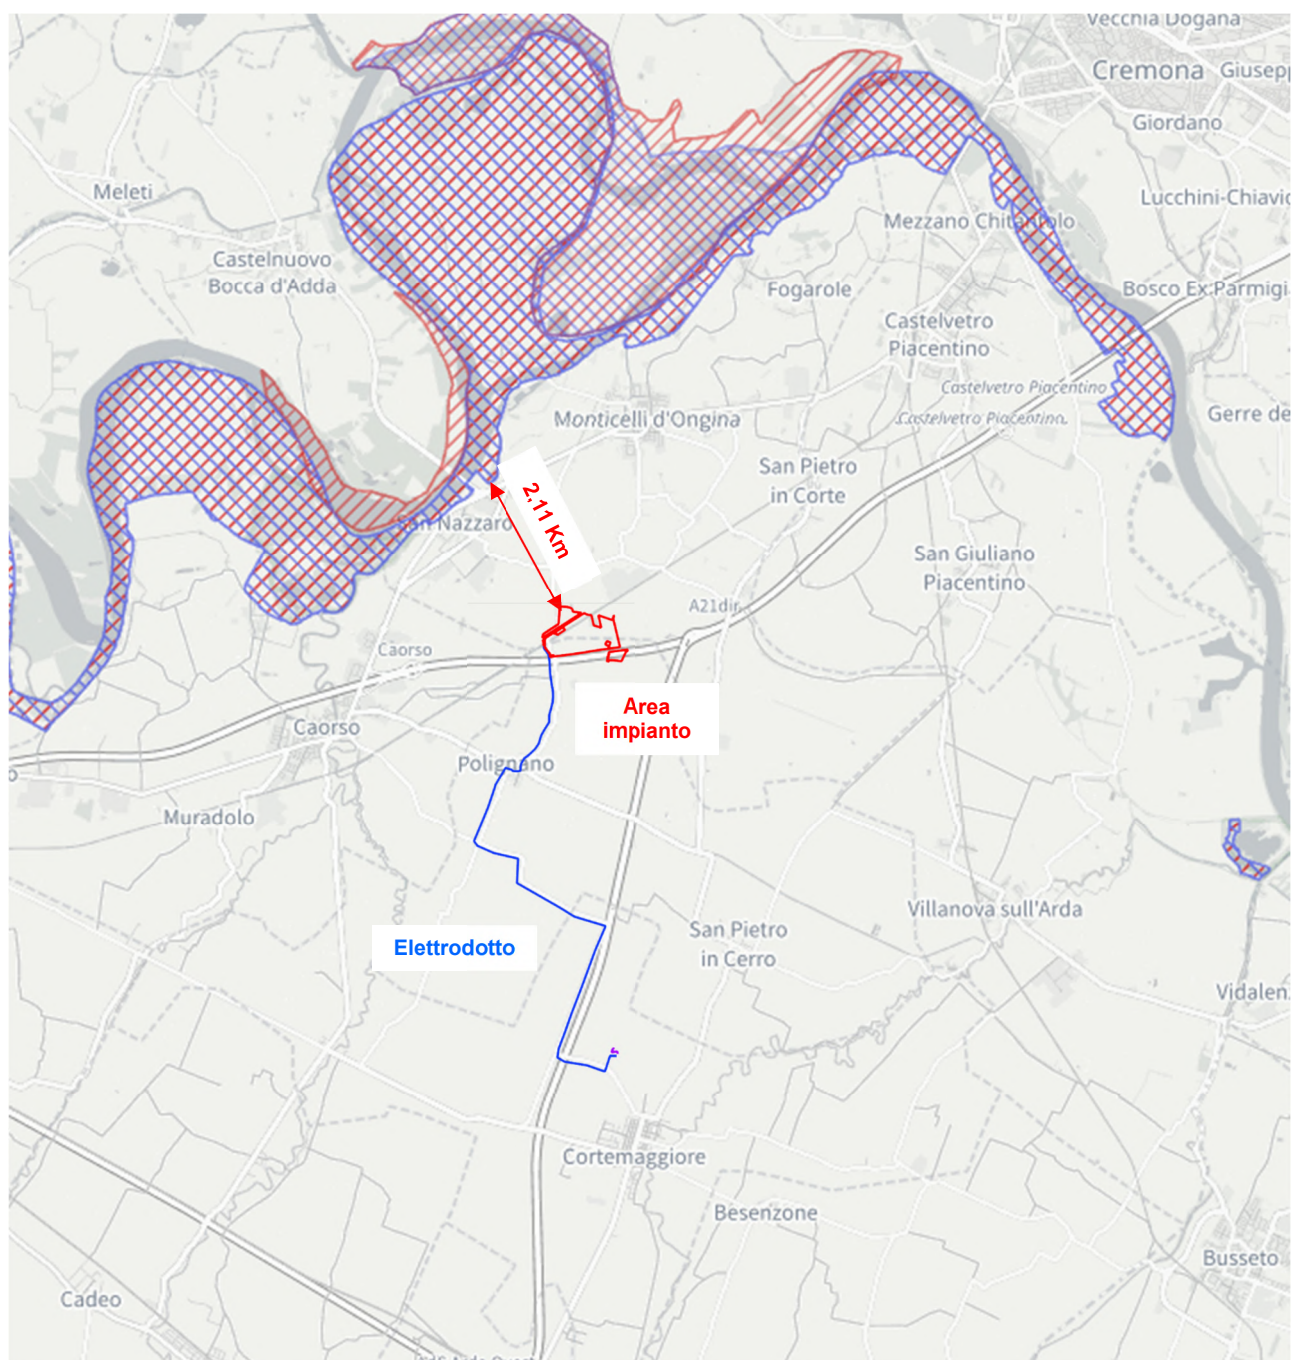 Vecchia Dogana
Cremona
Giusepp
Giordano
Meleti
Lucchini-Chiavic
Mezzano Chitantolo
Castelnuovo
Bocca d'Adda
Fogarole
Bosco Ex Parmigi
Castelvetro
Piacentino
Castelvetro Piacentino
Castelvetro Piacentino
Monticelli d'Ongina
Gerre de
San Pietro
in Corte
2,11 Km
San Nazzaro
San Giuliano
Piacentino
A21dir
Caorso
Area
impianto
Caorso
Polignano
Muradolo
Villanova sull'Arda
San Pietro
in Cerro
Elettrodotto
Vidalen
Cortemaggiore
Besenzone
Busseto
Cadeo